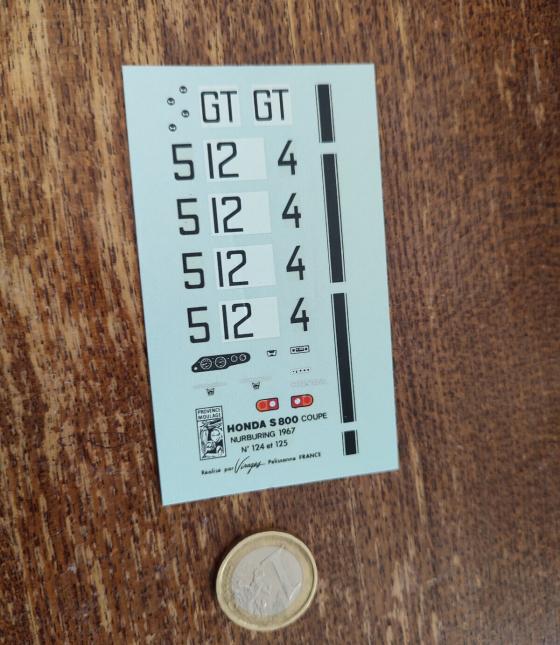 GT GT
5 12 4
5 12 4
5 12 4
5 12 4
PROVENCE
MOULAGE
HONDA S 800 COUPE
NURBURING 1967
N° 124 et 125
Réalisé par Virages Pelissanne FRANCE
1